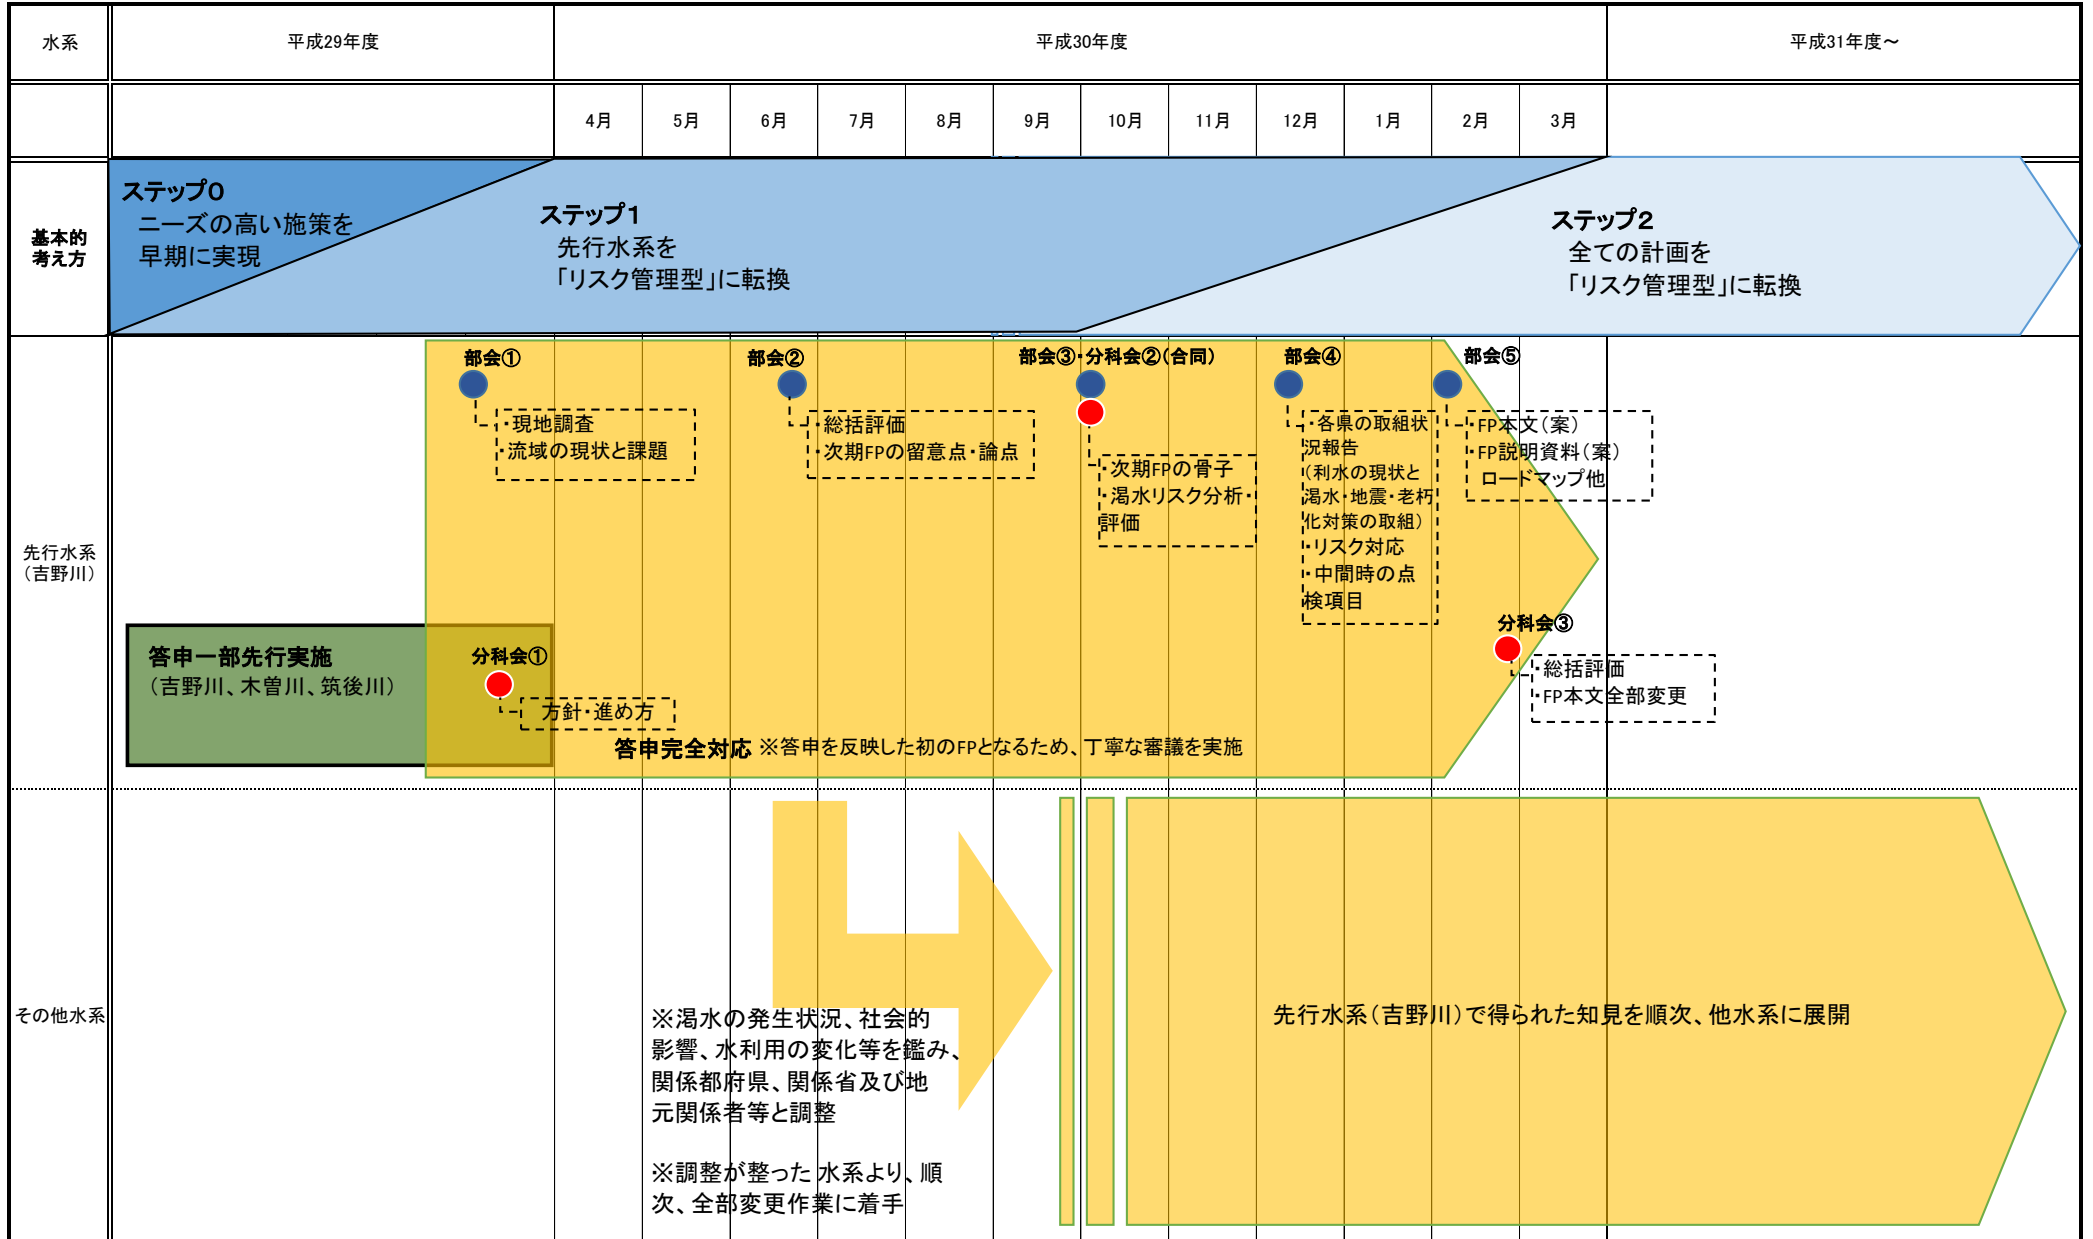 水系
平成29年度
平成30年度
平成31年度～
4月
5月
6月
7月
8月
9月
10月
11月
12月
1月
2月
3月
基本的
考え方
ステップ0
ニーズの高い施策を
早期に実現
ステップ1
先行水系を
「リスク管理型」に転換
ステップ2
全ての計画を
「リスク管理型」に転換
先行水系
（吉野川）
部会①
・現地調査
・流域の現状と課題
部会②
・総括評価
・次期FPの留意点・論点
部会③・分科会②（合同）
・次期FPの骨子
・渇水リスク分析・
評価
部会④
・各県の取組状
況報告
（利水の現状と
渇水・地震・老朽
化対策の取組）
・リスク対応
・中間時の点
検項目
部会⑤
・FP本文（案）
・FP説明資料（案）
ロードマップ他
分科会③
・総括評価
・FP本文全部変更
答申一部先行実施
（吉野川、木曽川、筑後川）
分科会①
方針・進め方
答申完全対応 ※答申を反映した初のFPとなるため、丁寧な審議を実施
その他水系
※渇水の発生状況、社会的
影響、水利用の変化等を鑑み、
関係都府県、関係省及び地
元関係者等と調整
※調整が整った水系より、順
次、全部変更作業に着手
先行水系（吉野川）で得られた知見を順次、他水系に展開